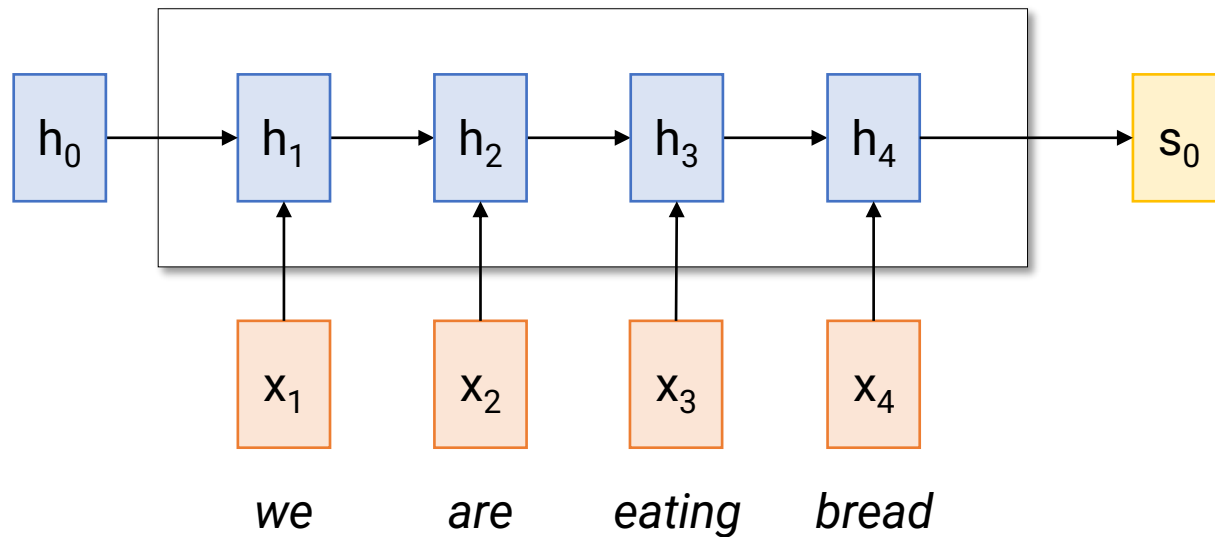 h₀ h₁ h₂ h₃ h₄ s₀
x₁ x₂ x₃ x₄
we are eating bread